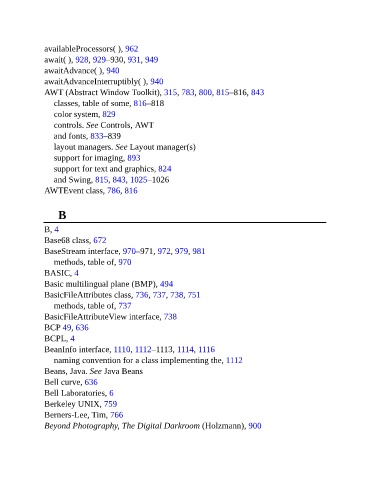 availableProcessors( ), 962
await( ), 928, 929–930, 931, 949
awaitAdvance( ), 940
awaitAdvanceInterruptibly( ), 940
AWT (Abstract Window Toolkit), 315, 783, 800, 815–816, 843
classes, table of some, 816–818
color system, 829
controls. See Controls, AWT
and fonts, 833–839
layout managers. See Layout manager(s)
support for imaging, 893
support for text and graphics, 824
and Swing, 815, 843, 1025–1026
AWTEvent class, 786, 816
B
B, 4
Base68 class, 672
BaseStream interface, 970–971, 972, 979, 981
methods, table of, 970
BASIC, 4
Basic multilingual plane (BMP), 494
BasicFileAttributes class, 736, 737, 738, 751
methods, table of, 737
BasicFileAttributeView interface, 738
BCP 49, 636
BCPL, 4
BeanInfo interface, 1110, 1112–1113, 1114, 1116
naming convention for a class implementing the, 1112
Beans, Java. See Java Beans
Bell curve, 636
Bell Laboratories, 6
Berkeley UNIX, 759
Berners-Lee, Tim, 766
Beyond Photography, The Digital Darkroom (Holzmann), 900